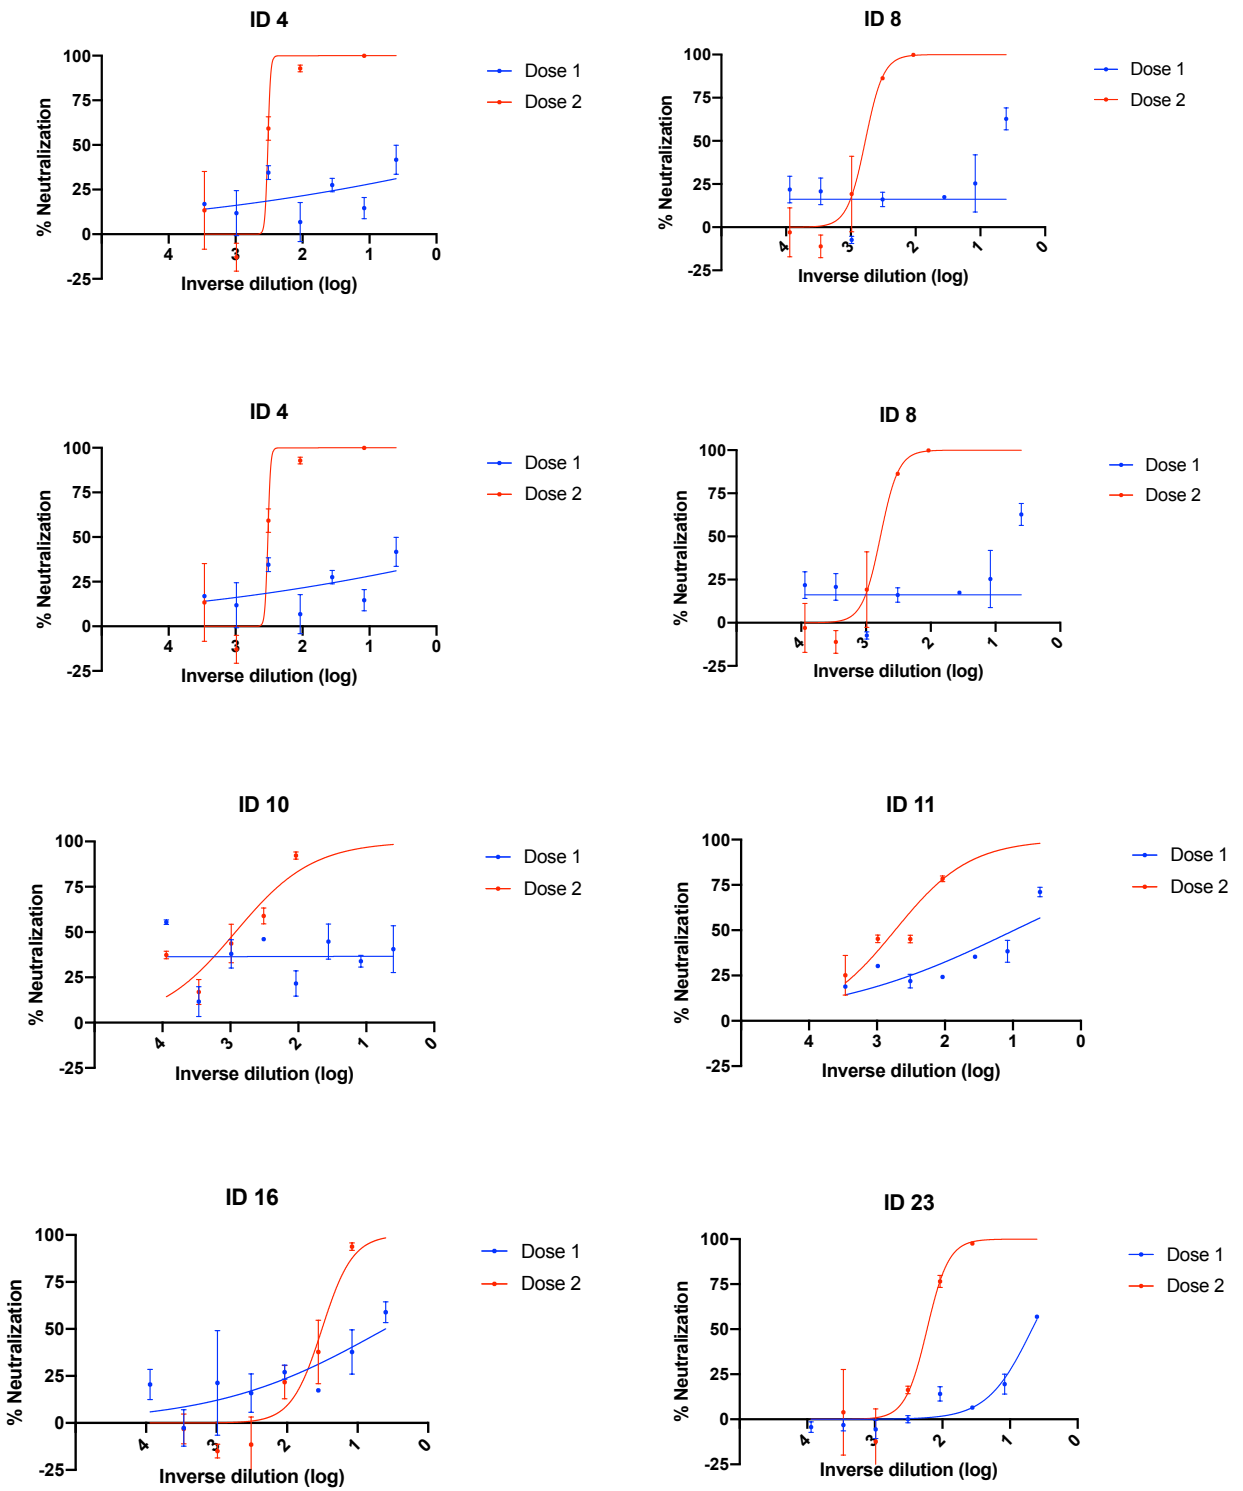 ID 4
100
75
50
25
0
-25
% Neutralization
4
3
2
1
0
Inverse dilution (log)
Dose 1
Dose 2
ID 8
100
75
50
25
0
-25
% Neutralization
4
3
2
1
0
Inverse dilution (log)
Dose 1
Dose 2
ID 4
100
75
50
25
0
-25
% Neutralization
4
3
2
1
0
Inverse dilution (log)
Dose 1
Dose 2
ID 8
100
75
50
25
0
-25
% Neutralization
4
3
2
1
0
Inverse dilution (log)
Dose 1
Dose 2
ID 10
100
75
50
25
0
-25
% Neutralization
4
3
2
1
0
Inverse dilution (log)
Dose 1
Dose 2
ID 11
100
75
50
25
0
-25
% Neutralization
4
3
2
1
0
Inverse dilution (log)
Dose 1
Dose 2
ID 16
100
75
50
25
0
-25
% Neutralization
4
3
2
1
0
Inverse dilution (log)
Dose 1
Dose 2
ID 23
100
75
50
25
0
-25
% Neutralization
4
3
2
1
0
Inverse dilution (log)
Dose 1
Dose 2